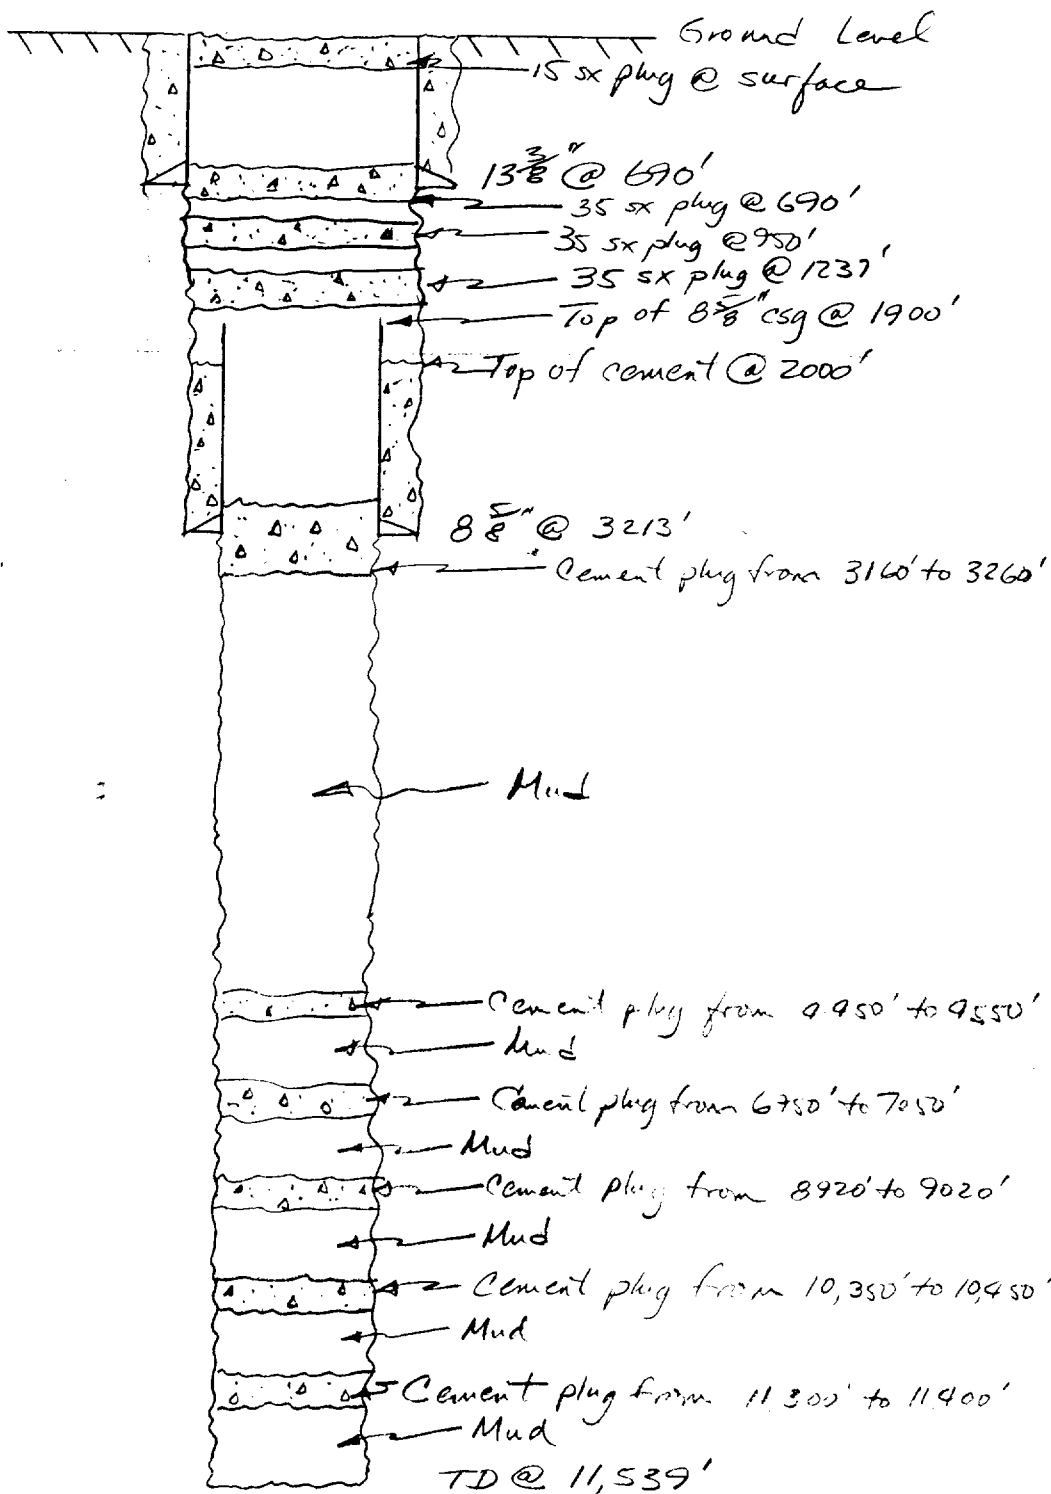 Ground Level
15 sx plug @ surface
13 3/8" @ 690'
35 sx plug @ 690'
35 sx plug @ 950'
35 sx plug @ 1237'
Top of 8 5/8" csg @ 1900'
Top of cement @ 2000'
8 5/8" @ 3213'
Cement plug from 3160' to 3260'
Mud
Cement plug from 4450' to 4550'
Mud
Cement plug from 6750' to 7050'
Mud
Cement plug from 8920' to 9020'
Mud
Cement plug from 10,350' to 10,450'
Mud
Cement plug from 11,300' to 11,400'
Mud
TD @ 11,539'